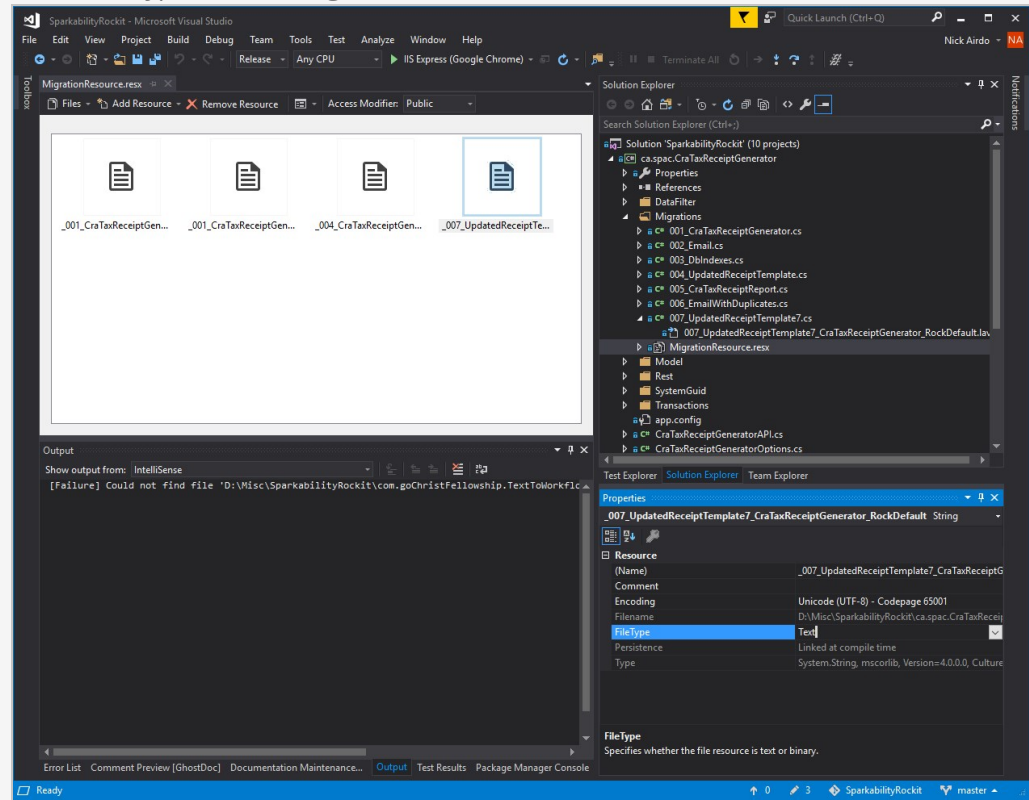 SparkabilityRockit - Microsoft Visual Studio
Quick Launch (Ctrl+Q)
File Edit View Project Build Debug Team Tools Test Analyze Window Help
Nick Airdo NA
Release Any CPU IIS Express (Google Chrome) Terminate All
Toolbox
MigrationResource.resx
Files Add Resource Remove Resource Access Modifier: Public
_001_CraTaxReceiptGen... _001_CraTaxReceiptGen... _004_CraTaxReceiptGen... _007_UpdatedReceiptTe...
Output
Show output from: IntelliSense
[Failure] Could not find file 'D:\Misc\SparkabilityRockit\com.goChristFellowship.TextToWorkflo
Error List Comment Preview [GhostDoc] Documentation Maintenance... Output Test Results Package Manager Console
Solution Explorer
Notifications
Search Solution Explorer (Ctrl+;)
Solution 'SparkabilityRockit' (10 projects)
ca.spac.CraTaxReceiptGenerator
Properties
References
DataFilter
Migrations
C# 001_CraTaxReceiptGenerator.cs
C# 002_Email.cs
C# 003_DbIndexes.cs
C# 004_UpdatedReceiptTemplate.cs
C# 005_CraTaxReceiptReport.cs
C# 006_EmailWithDuplicates.cs
C# 007_UpdatedReceiptTemplate7.cs
007_UpdatedReceiptTemplate7_CraTaxReceiptGenerator_RockDefault.lav
MigrationResource.resx
Model
Rest
SystemGuid
Transactions
app.config
C# CraTaxReceiptGeneratorAPI.cs
C# CraTaxReceiptGeneratorOptions.cs
Test Explorer Solution Explorer Team Explorer
Properties
_007_UpdatedReceiptTemplate7_CraTaxReceiptGenerator_RockDefault String
Resource
(Name) _007_UpdatedReceiptTemplate7_CraTaxReceiptG
Comment
Encoding Unicode (UTF-8) - Codepage 65001
Filename D:\Misc\SparkabilityRockit\ca.spac.CraTaxReceip
FileType Text
Persistence Linked at compile time
Type System.String, mscorlib, Version=4.0.0.0, Culture
FileType
Specifies whether the file resource is text or binary.
Ready 0 3 SparkabilityRockit master